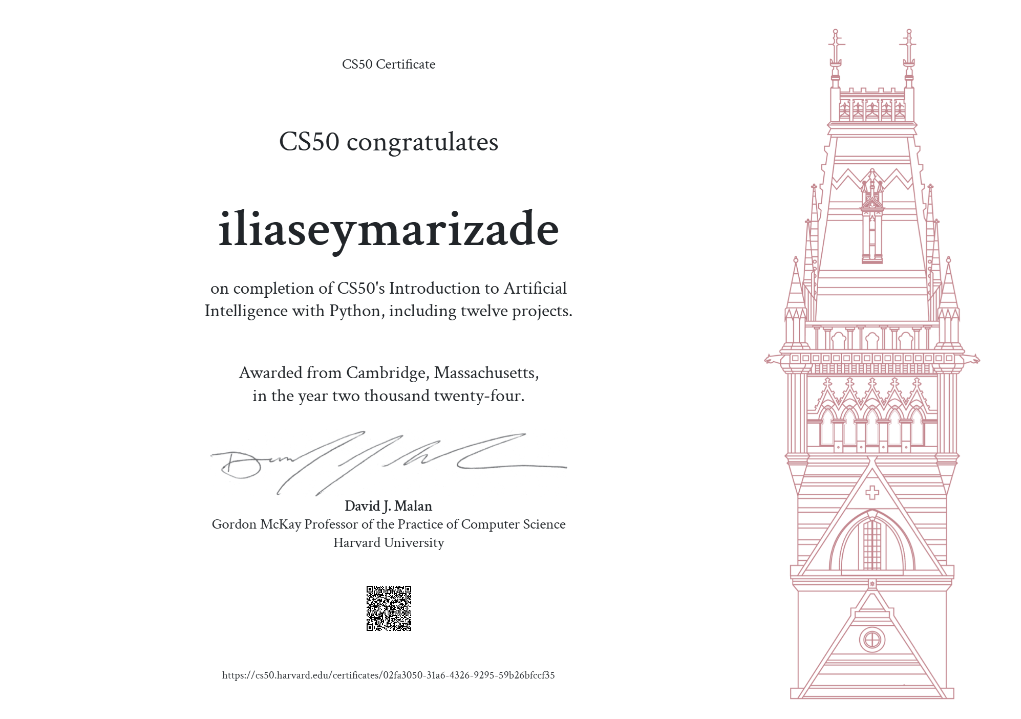 CS50 Certificate
CS50 congratulates
iliaseymarizade
on completion of CS50's Introduction to Artificial
Intelligence with Python, including twelve projects.
Awarded from Cambridge, Massachusetts,
in the year two thousand twenty-four.
David J. Malan
Gordon McKay Professor of the Practice of Computer Science
Harvard University
https://cs50.harvard.edu/certificates/02fa3050-31a6-4326-9295-59b26bfccf35